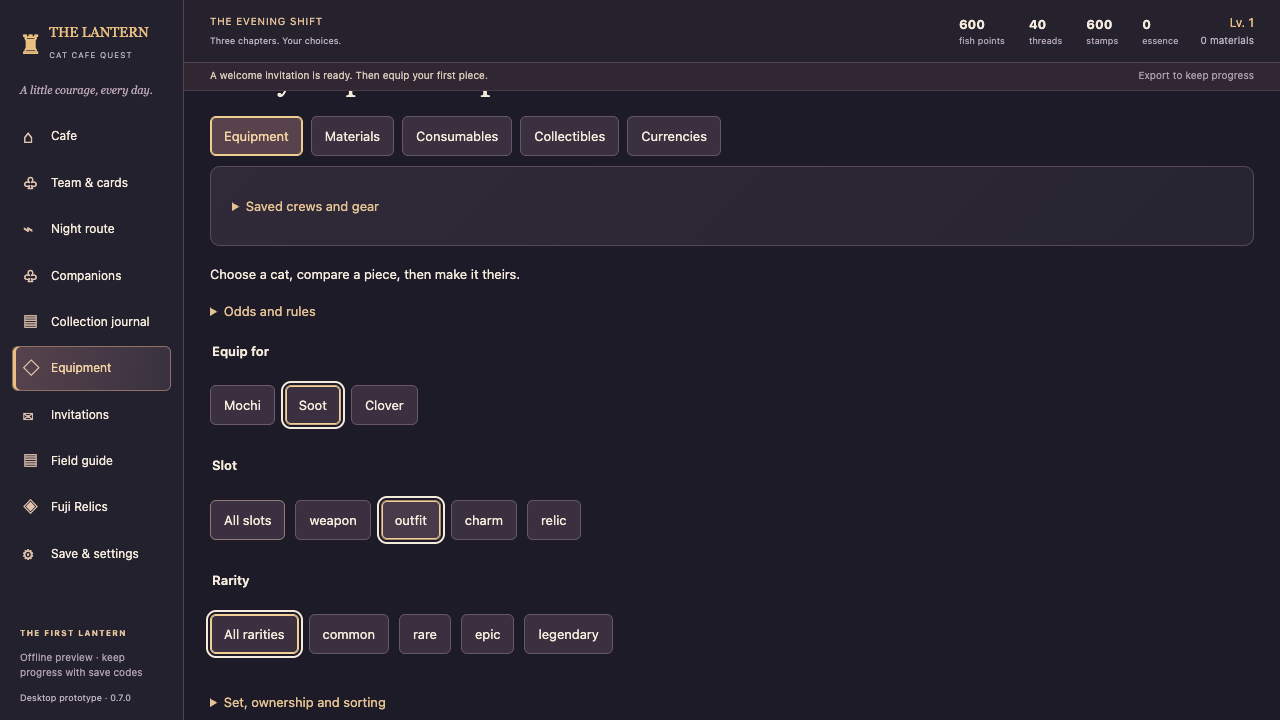 THE LANTERN
CAT CAFE QUEST
A little courage, every day.
Cafe
Team & cards
Night route
Companions
Collection journal
Equipment
Invitations
Field guide
Fuji Relics
Save & settings
THE FIRST LANTERN
Offline preview · keep
progress with save codes
Desktop prototype · 0.7.0
THE EVENING SHIFT
Three chapters. Your choices.
600 fish points
40 threads
600 stamps
0 essence
Lv. 1
0 materials
A welcome invitation is ready. Then equip your first piece.
Export to keep progress
Equipment Materials Consumables Collectibles Currencies
Saved crews and gear
Choose a cat, compare a piece, then make it theirs.
Odds and rules
Equip for
Mochi Soot Clover
Slot
All slots weapon outfit charm relic
Rarity
All rarities common rare epic legendary
Set, ownership and sorting